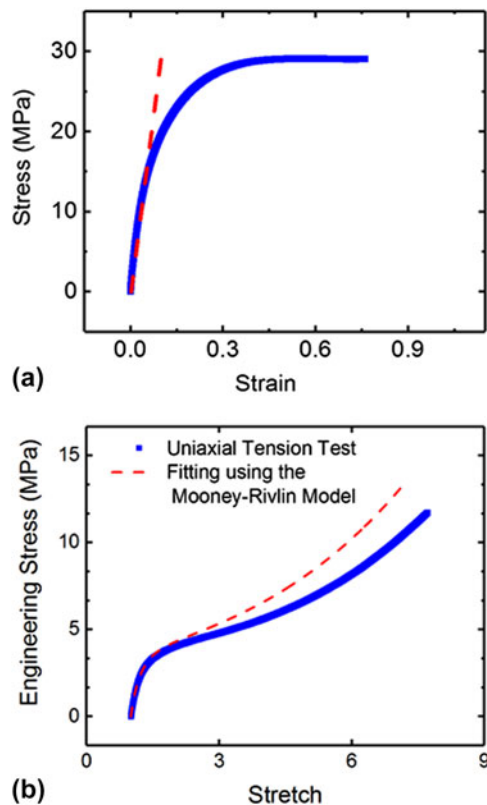 30
20
10
0
Stress (MPa)
0.0 0.3 0.6 0.9
Strain
(a)
Uniaxial Tension Test
Fitting using the
Mooney-Rivlin Model
15
10
5
0
Engineering Stress (MPa)
0 3 6 9
Stretch
(b)